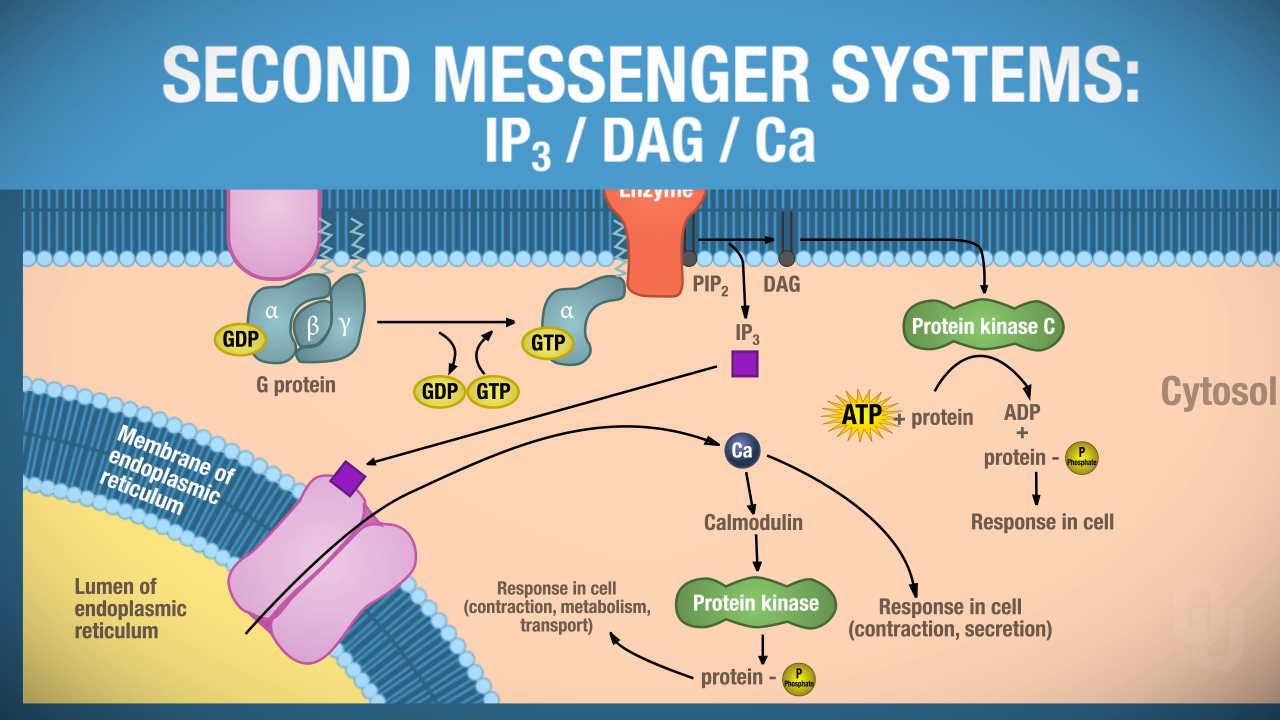 SECOND MESSENGER SYSTEMS:
IP₃ / DAG / Ca
Enzyme
PIP₂
DAG
α
β
γ
GDP
G protein
GDP
GTP
α
GTP
IP₃
Protein kinase C
ATP
+ protein
ADP
+
protein -
P
Phosphate
Response in cell
Cytosol
Membrane of
endoplasmic
reticulum
Lumen of
endoplasmic
reticulum
Ca
Calmodulin
Protein kinase
protein -
P
Phosphate
Response in cell
(contraction, metabolism,
transport)
Response in cell
(contraction, secretion)